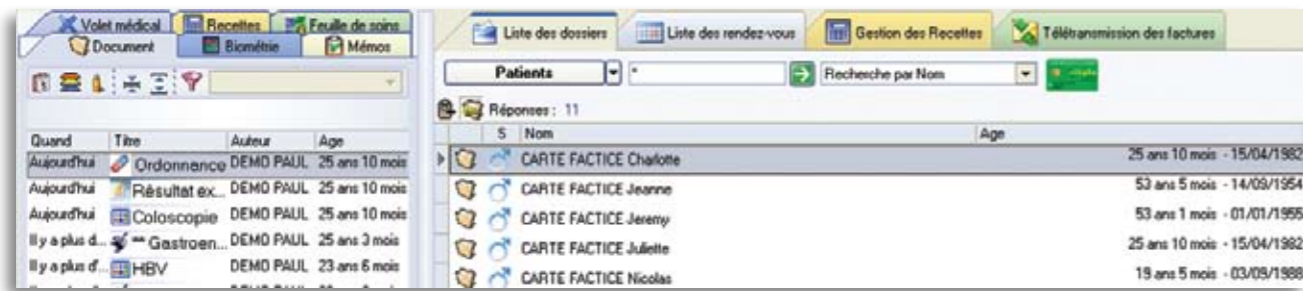 Volet médical Recettes Feuille de soins
Document Biométrie Mémos
Quand Titre Auteur Age
Aujourd'hui Ordonnance DEMO PAUL 25 ans 10 mois
Aujourd'hui Résultat ex... DEMO PAUL 25 ans 10 mois
Aujourd'hui Coloscopie DEMO PAUL 25 ans 10 mois
Il y a plus d... ** Gastroen... DEMO PAUL 25 ans 3 mois
Il y a plus d'... HBV DEMO PAUL 23 ans 6 mois
Liste des dossiers Liste des rendez-vous Gestion des Recettes Télétransmission des factures
Patients * Recherche par Nom
Réponses : 11
S Nom Age
CARTE FACTICE Charlotte 25 ans 10 mois - 15/04/1982
CARTE FACTICE Jeanne 53 ans 5 mois - 14/09/1954
CARTE FACTICE Jeremy 53 ans 1 mois - 01/01/1955
CARTE FACTICE Juliette 25 ans 10 mois - 15/04/1982
CARTE FACTICE Nicolas 19 ans 5 mois - 03/09/1988